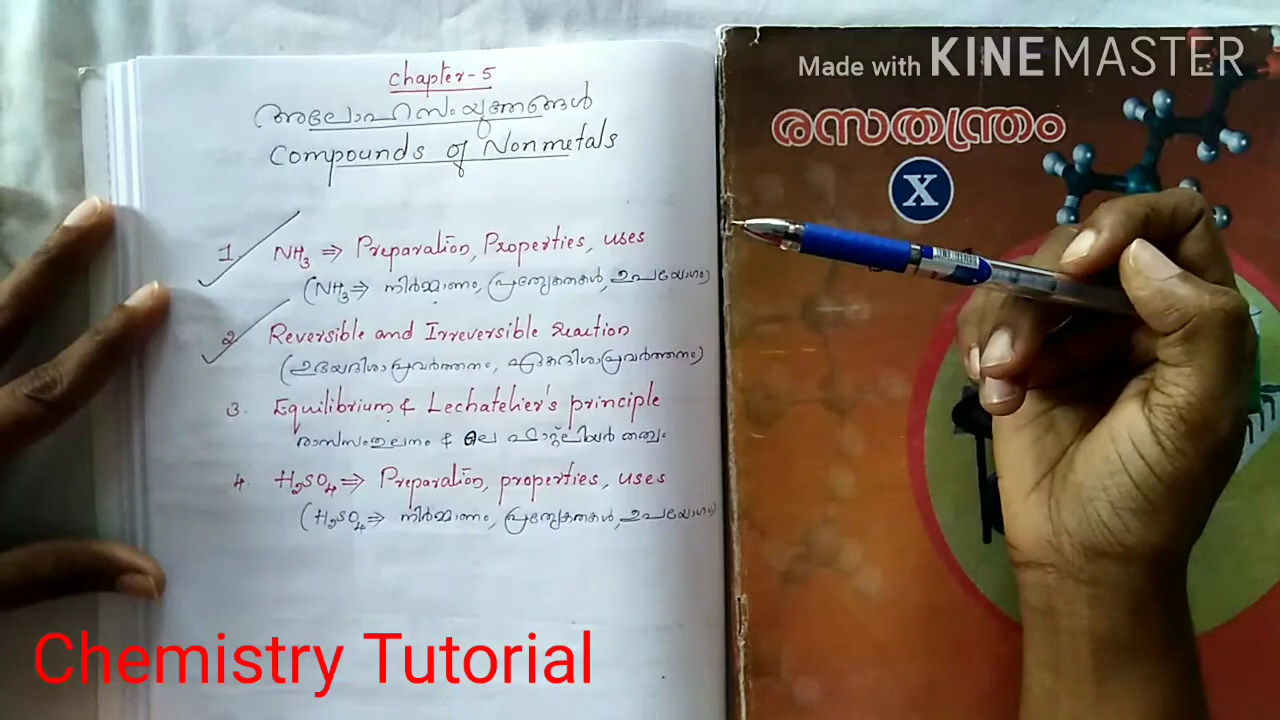 Chapter-5
അലോഹസംയുക്തങ്ങൾ
Compounds of Nonmetals
1. NH3 ⇒ Preparation, Properties, uses
(NH3 ⇒ നിർമ്മാണം, പ്രത്യേകതകൾ, ഉപയോഗം)
2. Reversible and Irreversible reaction
(ഉഭയദിശാപ്രവർത്തനം, ഏകദിശാപ്രവർത്തനം)
3. Equilibrium & Lechatelier's principle
രാസസംതുലനം & ലെ ഷാറ്റ്ലിയർ തത്വം
4. H2SO4 ⇒ Preparation, properties, uses
(H2SO4 ⇒ നിർമ്മാണം, പ്രത്യേകതകൾ, ഉപയോഗം)
Made with KINEMASTER
രസതന്ത്രം
X
Chemistry Tutorial